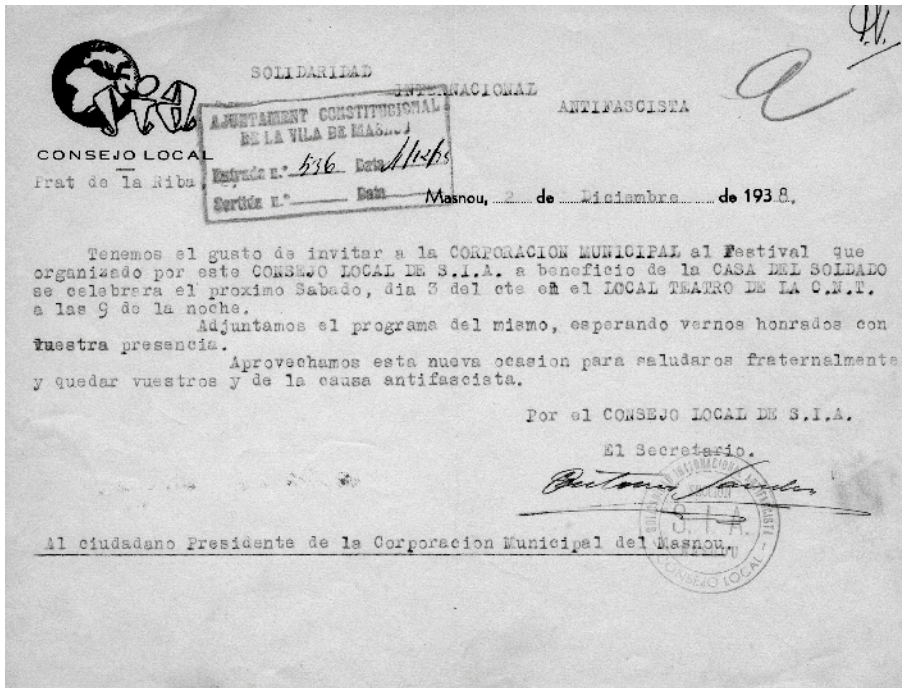 P.V.
a
SOLIDARIDAD
INTERNACIONAL
ANTIFASCISTA
AJUNTAMENT CONSTITUCIONAL
DE LA VILA DE MASNOU
Entrada n.º 536 Data
Sortida n.º Data
CONSEJO LOCAL
Prat de la Riba,
Masnou, 2 de Diciembre de 1938.
Tenemos el gusto de invitar a la CORPORACION MUNICIPAL al Festival que
organizado por este CONSEJO LOCAL DE S.I.A. a beneficio de la CASA DEL SOLDADO
se celebrara el proximo Sabado, dia 3 del cte en el LOCAL TEATRO DE LA C.N.T.
a las 9 de la noche.
Adjuntamos el programa del mismo, esperando vernos honrados con
vuestra presencia.
Aprovechamos esta nueva ocasion para saludaros fraternalmente
y quedar vuestros y de la causa antifascista.
Por el CONSEJO LOCAL DE S.I.A.
El Secretario.
SECCION
S.I.A.
MASNOU
CONSEJO LOCAL
Al ciudadano Presidente de la Corporacion Municipal del Masnou.